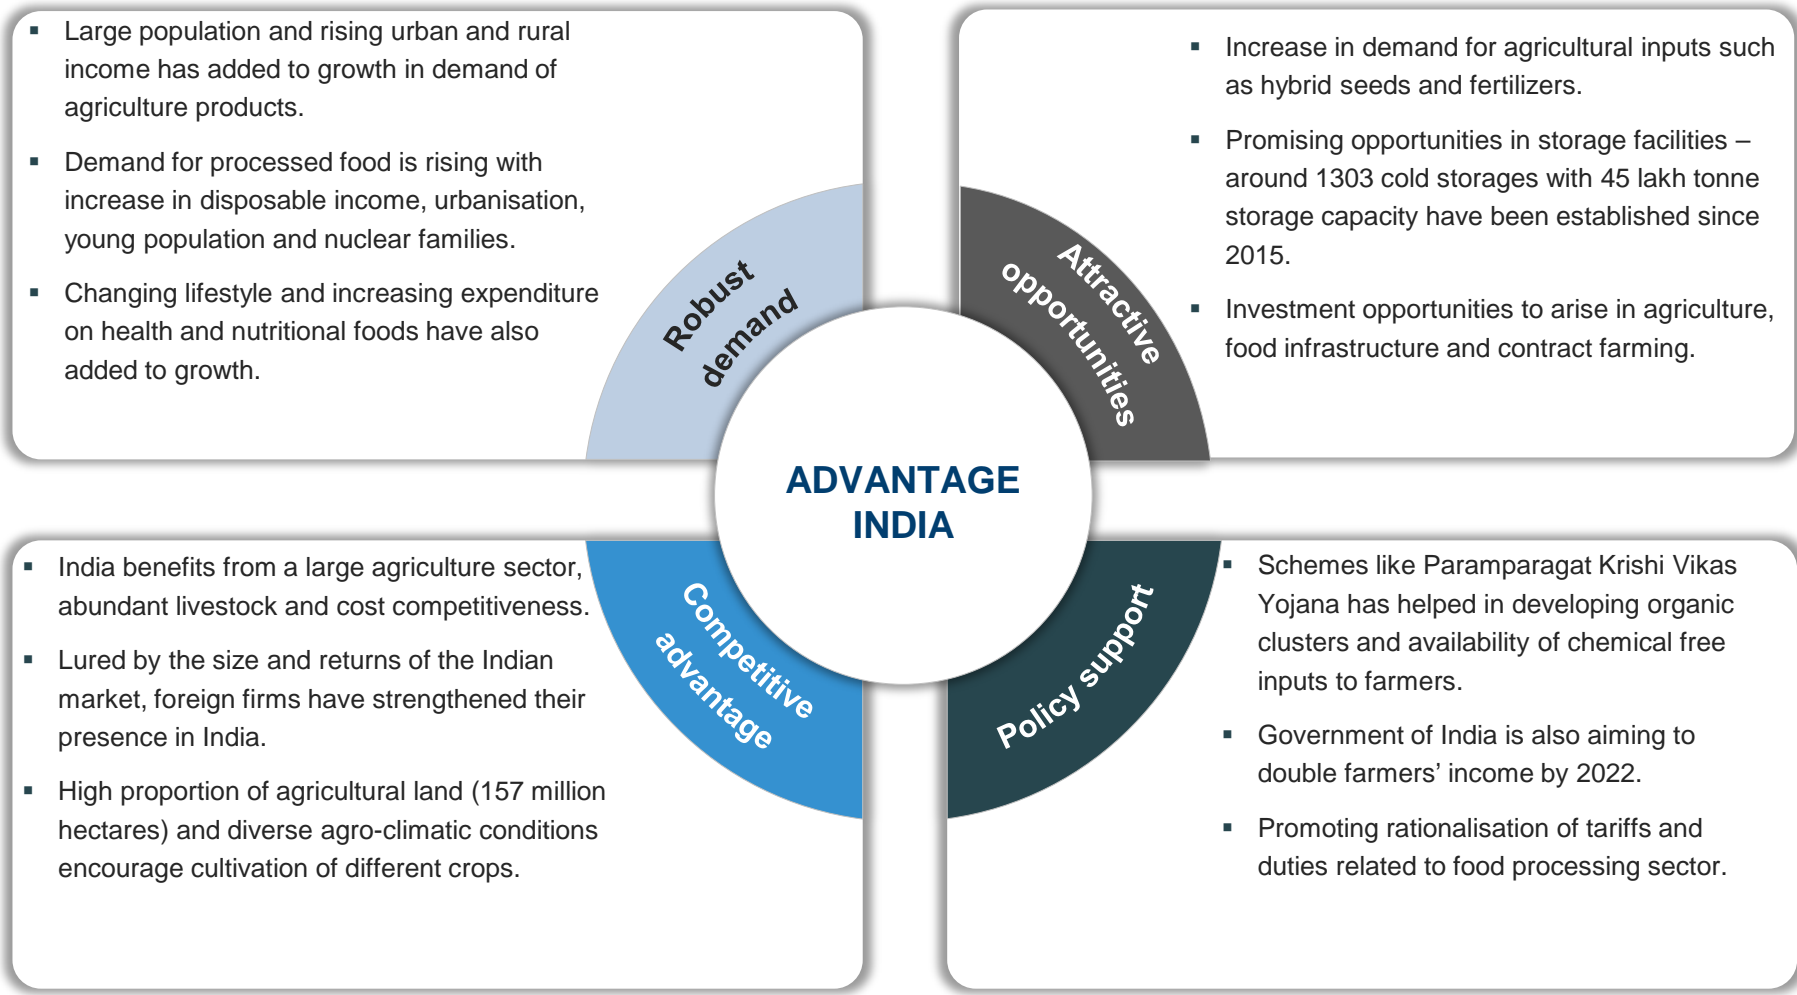 ▪ Large population and rising urban and rural
income has added to growth in demand of
agriculture products.
▪ Demand for processed food is rising with
increase in disposable income, urbanisation,
young population and nuclear families.
▪ Changing lifestyle and increasing expenditure
on health and nutritional foods have also
added to growth.
Robust
demand
▪ Increase in demand for agricultural inputs such
as hybrid seeds and fertilizers.
▪ Promising opportunities in storage facilities –
around 1303 cold storages with 45 lakh tonne
storage capacity have been established since
2015.
▪ Investment opportunities to arise in agriculture,
food infrastructure and contract farming.
Attractive
opportunities
ADVANTAGE
INDIA
▪ India benefits from a large agriculture sector,
abundant livestock and cost competitiveness.
▪ Lured by the size and returns of the Indian
market, foreign firms have strengthened their
presence in India.
▪ High proportion of agricultural land (157 million
hectares) and diverse agro-climatic conditions
encourage cultivation of different crops.
Competitive
advantage
Policy support
▪ Schemes like Paramparagat Krishi Vikas
Yojana has helped in developing organic
clusters and availability of chemical free
inputs to farmers.
▪ Government of India is also aiming to
double farmers’ income by 2022.
▪ Promoting rationalisation of tariffs and
duties related to food processing sector.